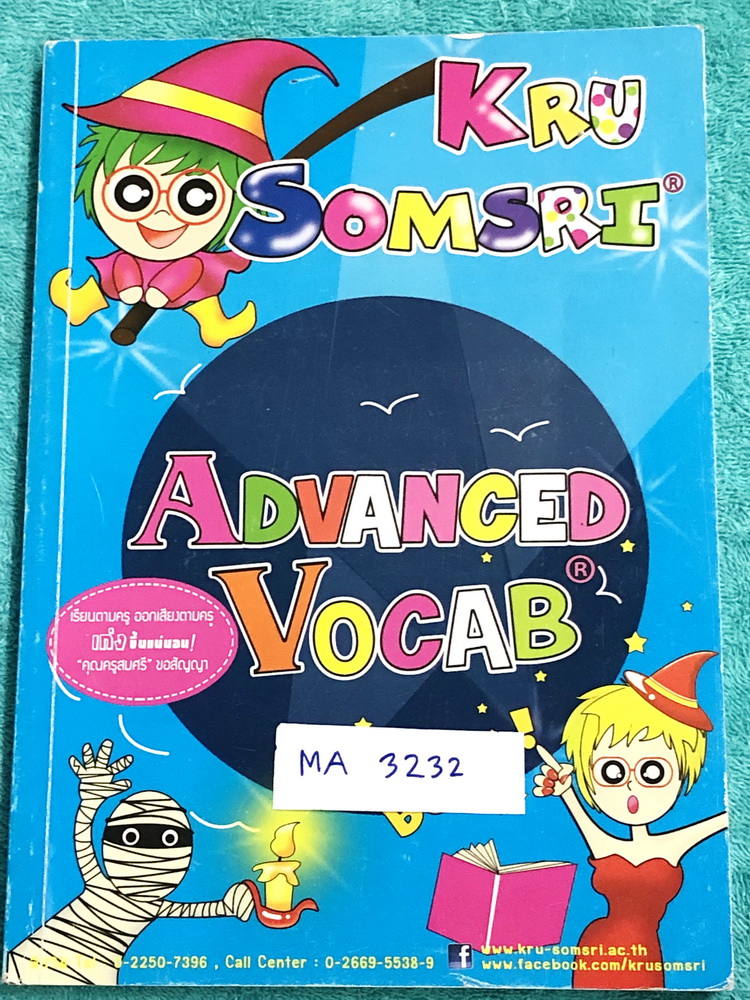 KRU
SOMSRI®
ADVANCED
VOCAB®
เรียนตามครู ออกเสียงตามครู
เก่งขึ้นแน่นอน!
"คุณครูสมศรี" ขอสัญญา
MA 3232
B
0-2250-7396 , Call Center : 0-2669-5538-9
f www.kru-somsri.ac.th
www.facebook.com/krusomsri